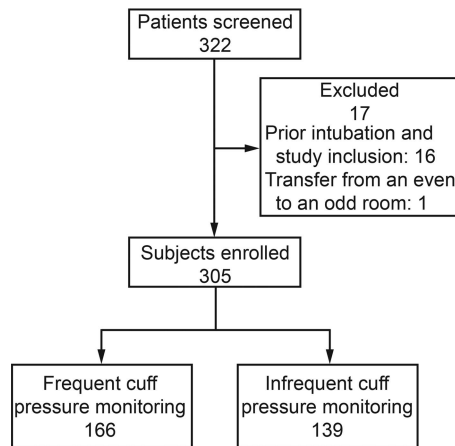 Patients screened
322
Excluded
17
Prior intubation and
study inclusion: 16
Transfer from an even
to an odd room: 1
Subjects enrolled
305
Frequent cuff
pressure monitoring
166
Infrequent cuff
pressure monitoring
139